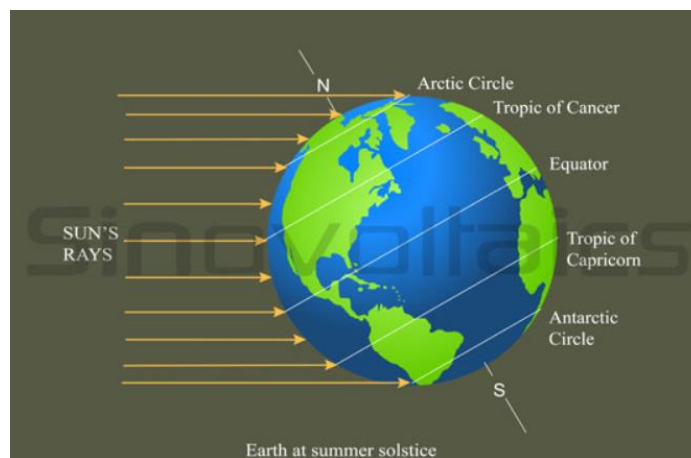 N
Arctic Circle
Tropic of Cancer
Equator
SUN'S
RAYS
Sinovoltaics
Tropic of
Capricorn
Antarctic
Circle
S
Earth at summer solstice